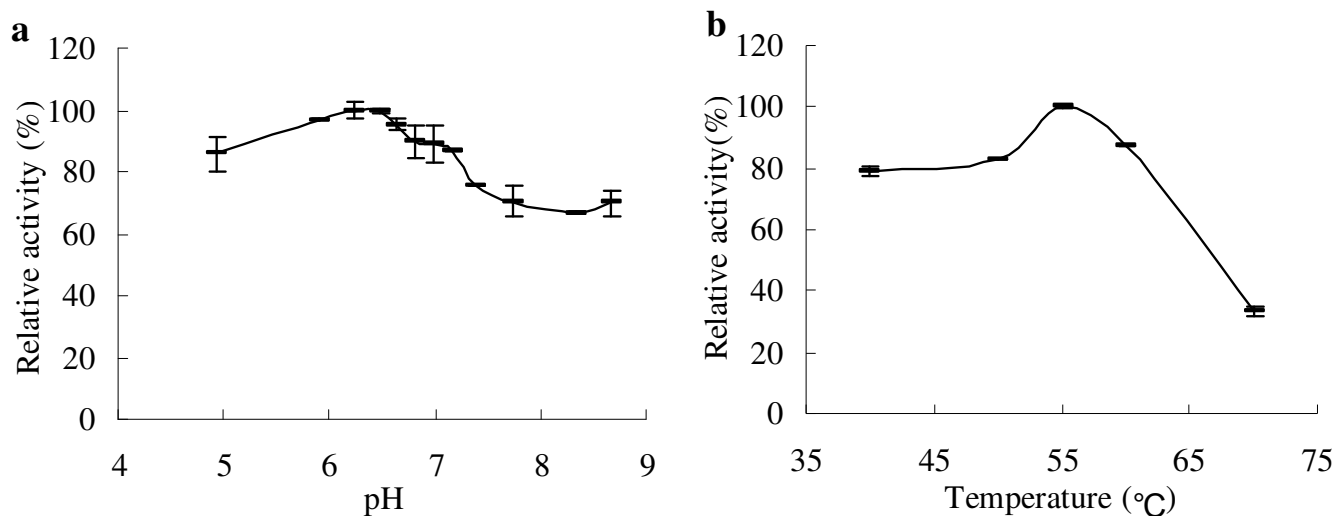 a
Relative activity (%)
120
100
80
60
40
20
0
4 5 6 7 8 9
pH
b
Relative activity(%)
120
100
80
60
40
20
0
35 45 55 65 75
Temperature (°C)